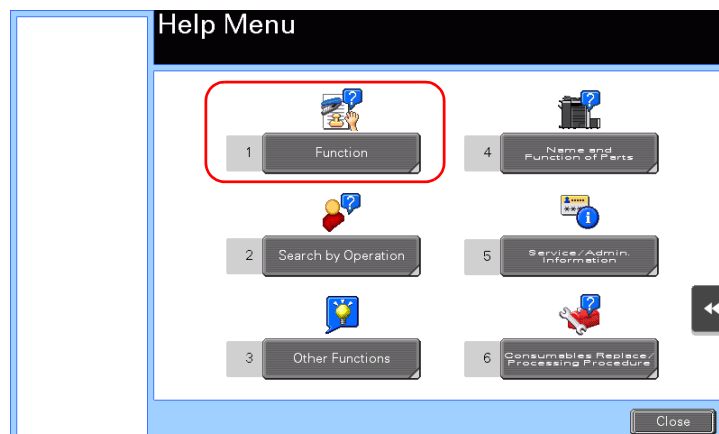 Help Menu
1 Function
4 Name and
Function of Parts
2 Search by Operation
5 Service/Admin.
Information
3 Other Functions
6 Consumables Replace/
Processing Procedure
Close